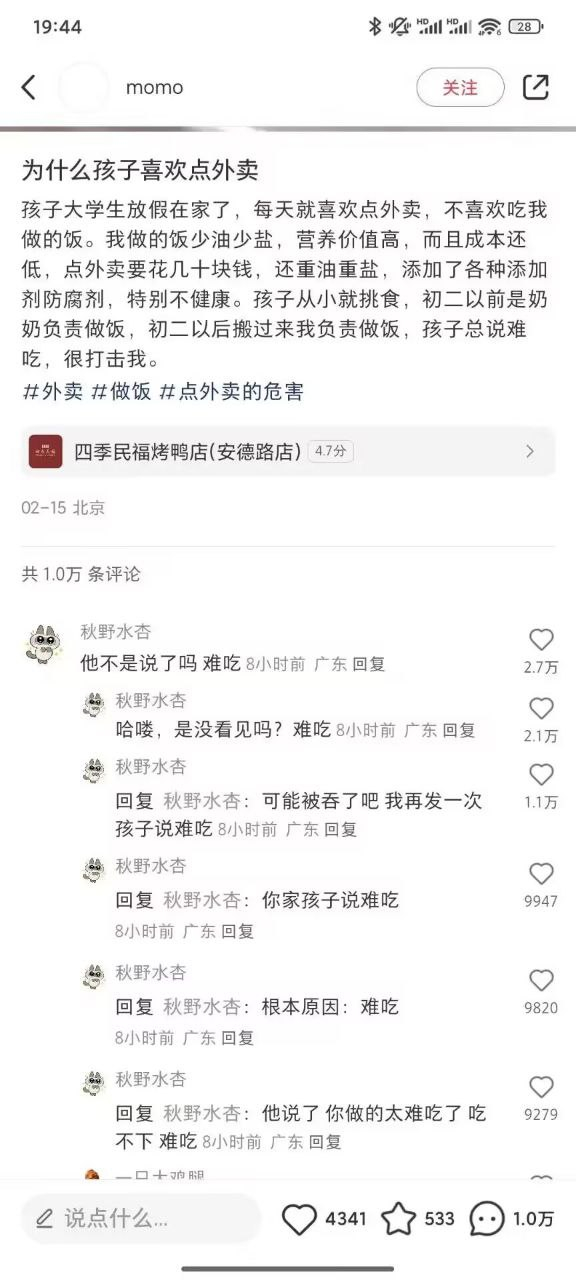 19:44
HD HD 6 28
momo
关注
为什么孩子喜欢点外卖
孩子大学生放假在家了，每天就喜欢点外卖，不喜欢吃我
做的饭。我做的饭少油少盐，营养价值高，而且成本还
低，点外卖要花几十块钱，还重油重盐，添加了各种添加
剂防腐剂，特别不健康。孩子从小就挑食，初二以前是奶
奶负责做饭，初二以后搬过来我负责做饭，孩子总说难
吃，很打击我。
#外卖 #做饭 #点外卖的危害
四季民福烤鸭店(安德路店) 4.7分
02-15 北京
共 1.0万 条评论
秋野水杏
他不是说了吗 难吃 8小时前 广东 回复
2.7万
秋野水杏
哈喽，是没看见吗？难吃 8小时前 广东 回复
2.1万
秋野水杏
回复 秋野水杏：可能被吞了吧 我再发一次
孩子说难吃 8小时前 广东 回复
1.1万
秋野水杏
回复 秋野水杏：你家孩子说难吃
8小时前 广东 回复
9947
秋野水杏
回复 秋野水杏：根本原因：难吃
8小时前 广东 回复
9820
秋野水杏
回复 秋野水杏：他说了 你做的太难吃了 吃
不下 难吃 8小时前 广东 回复
9279
一只大鸡腿
说点什么...
4341 533 1.0万